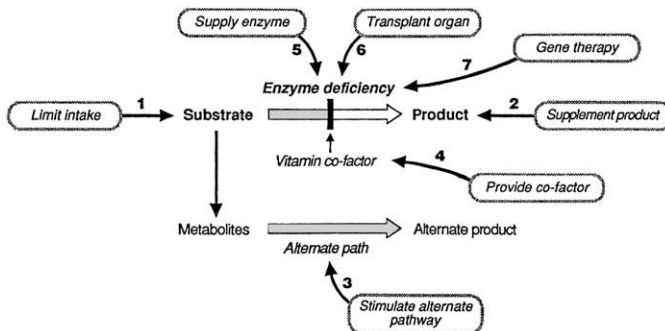 Supply enzyme
Transplant organ
5
6
Gene therapy
7
Enzyme deficiency
Limit intake
1
Substrate
Product
2
Supplement product
Vitamin co-factor
4
Provide co-factor
Metabolites
Alternate product
Alternate path
3
Stimulate alternate
pathway